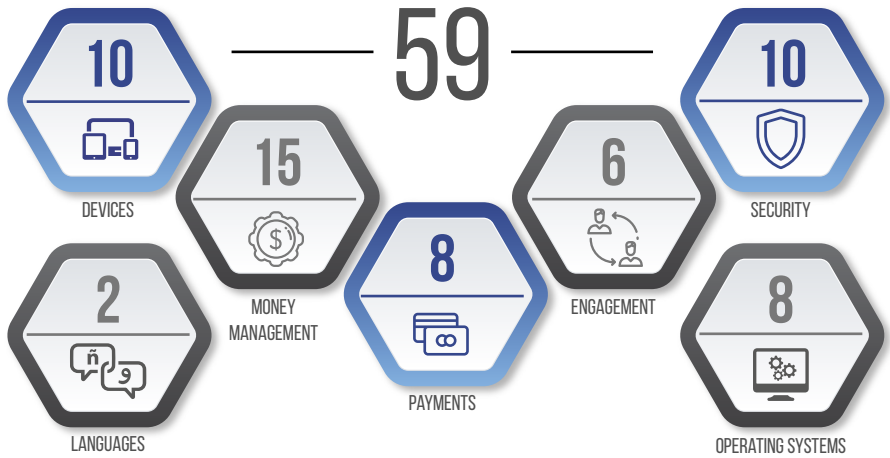 59
10
DEVICES
15
MONEY
MANAGEMENT
8
PAYMENTS
6
ENGAGEMENT
10
SECURITY
2
ñ
و
LANGUAGES
$
8
OPERATING SYSTEMS